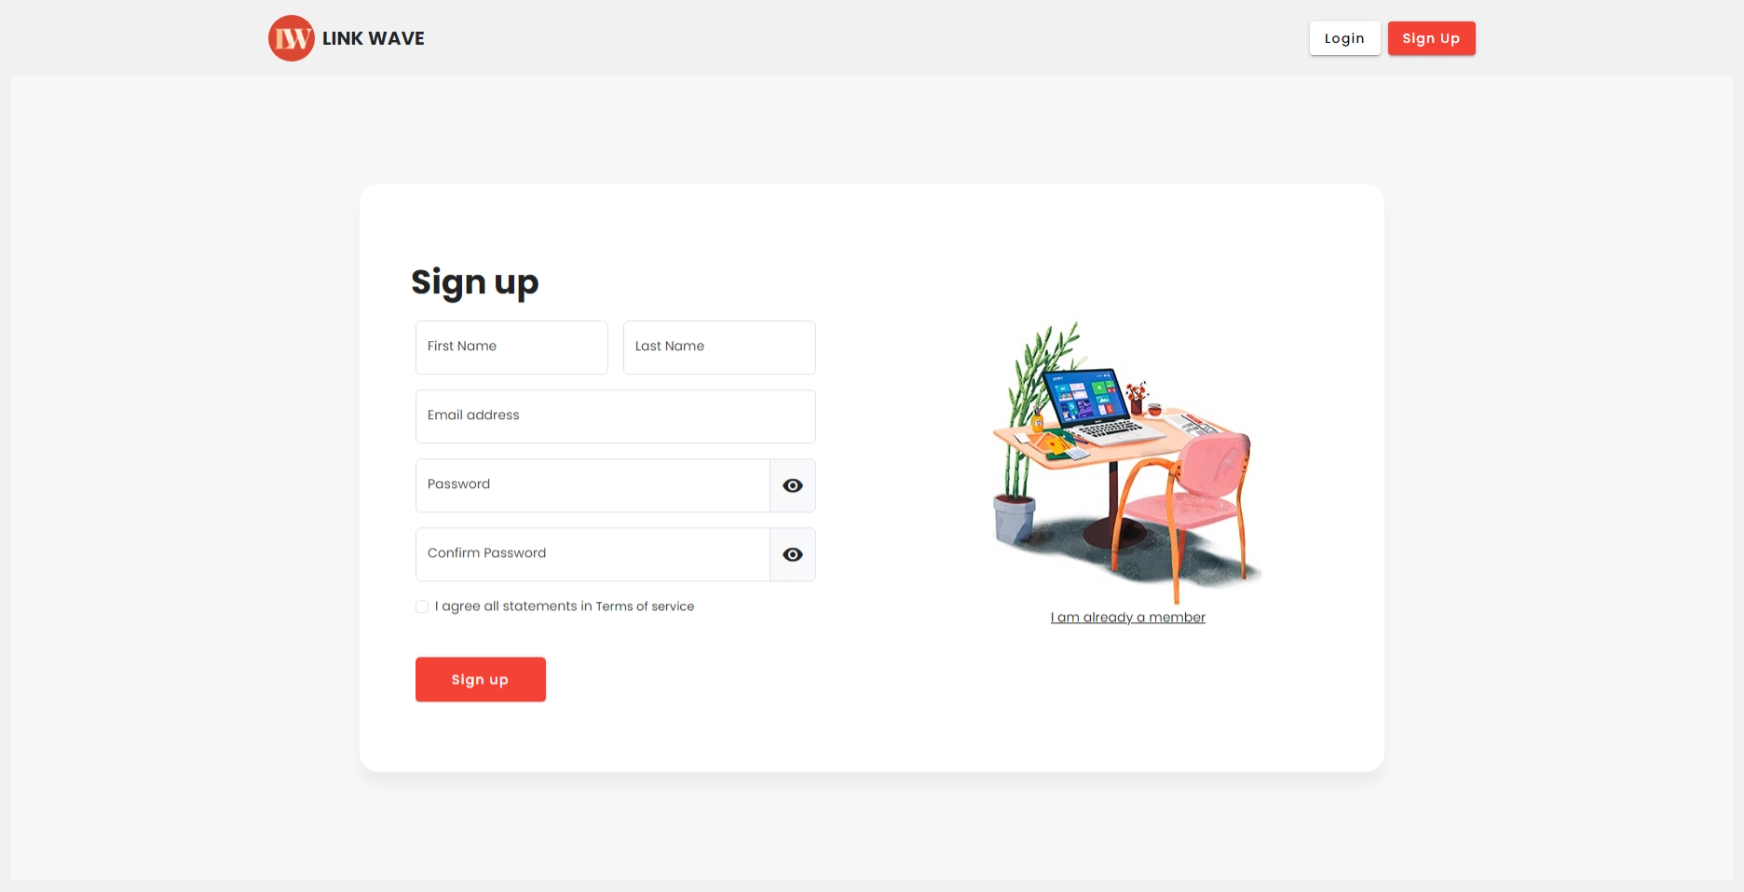 LW LINK WAVE
Login
Sign Up
Sign up
First Name
Last Name
Email address
Password
Confirm Password
I agree all statements in Terms of service
Sign up
I am already a member